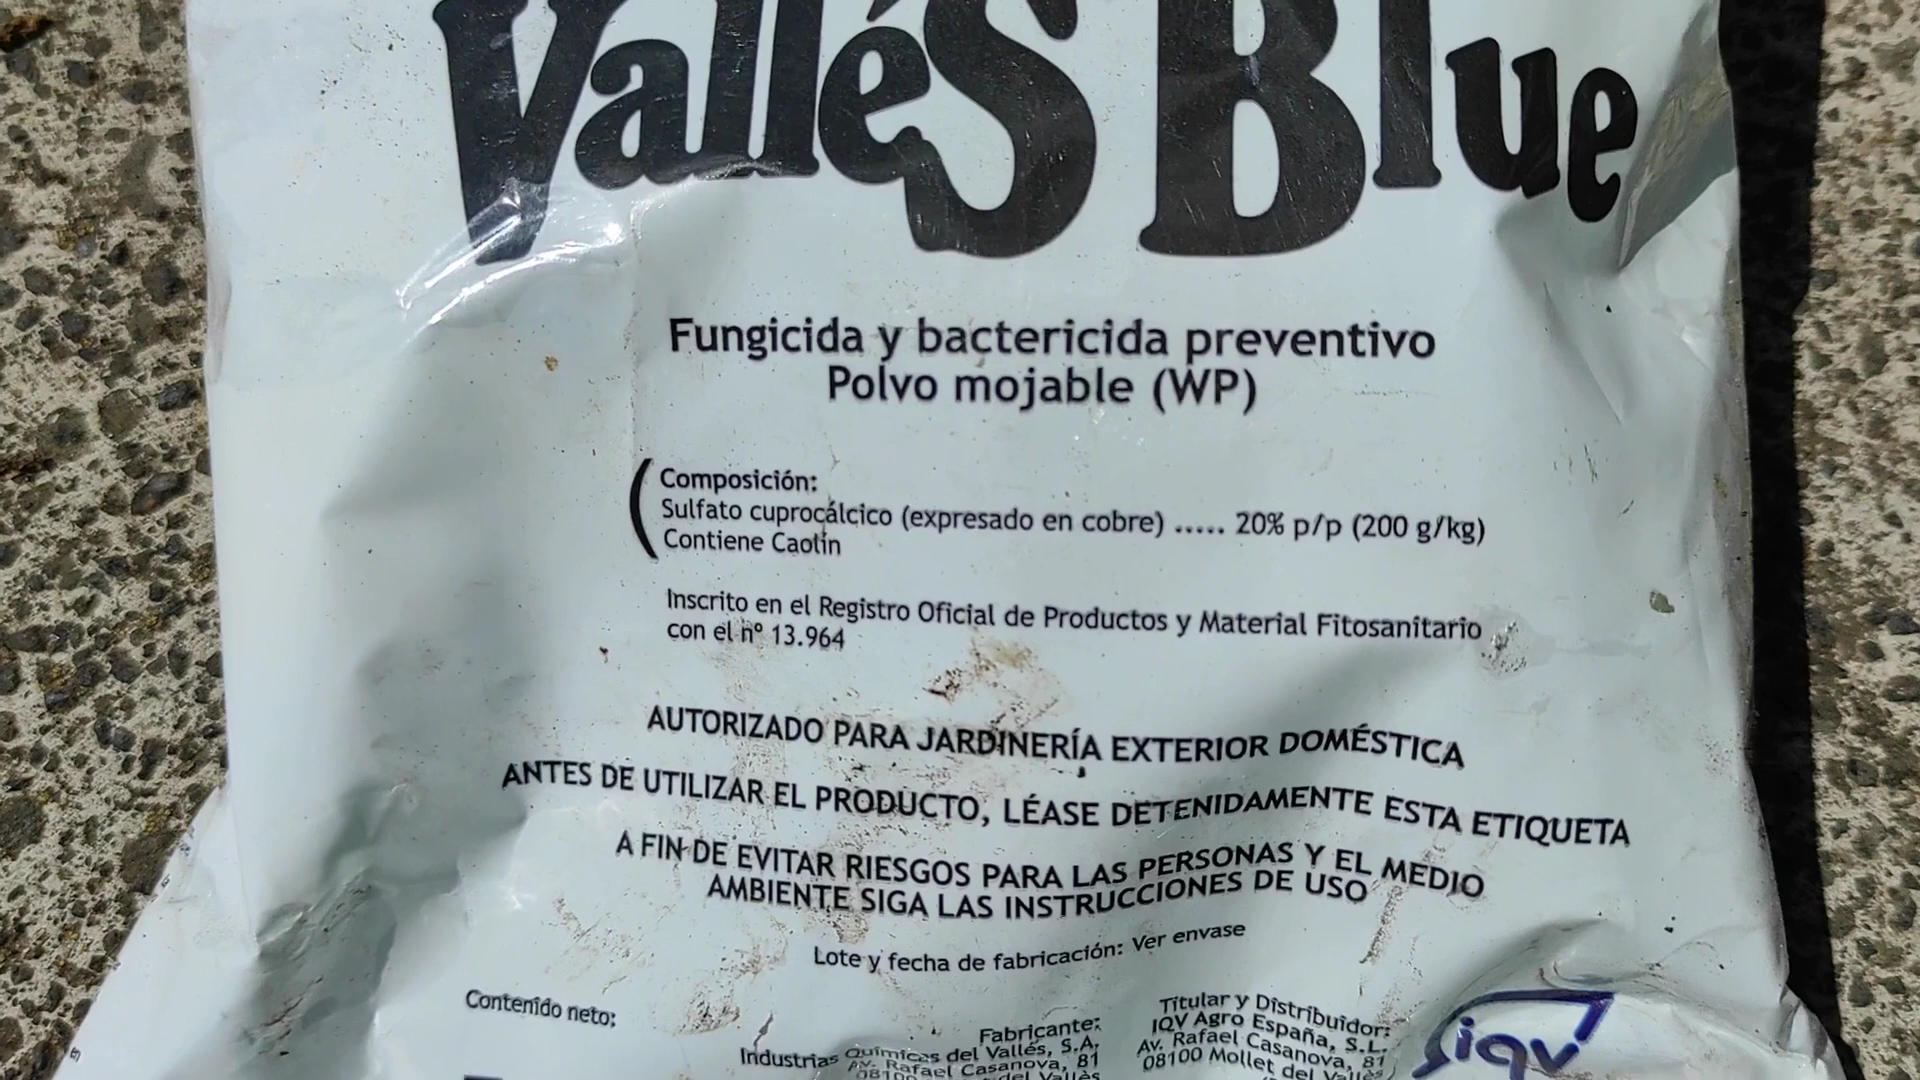 Vallés Blue
Fungicida y bactericida preventivo
Polvo mojable (WP)
Composición:
Sulfato cuprocálcico (expresado en cobre) ..... 20% p/p (200 g/kg)
Contiene Caolín
Inscrito en el Registro Oficial de Productos y Material Fitosanitario
con el nº 13.964
AUTORIZADO PARA JARDINERÍA EXTERIOR DOMÉSTICA
ANTES DE UTILIZAR EL PRODUCTO, LÉASE DETENIDAMENTE ESTA ETIQUETA
A FIN DE EVITAR RIESGOS PARA LAS PERSONAS Y EL MEDIO
AMBIENTE SIGA LAS INSTRUCCIONES DE USO
Lote y fecha de fabricación: Ver envase
Contenido neto:
Fabricante:
Industrias Químicas del Vallés, S.A.
Av. Rafael Casanova, 81
del Vallès
Titular y Distribuidor:
IQV Agro España, S.L.
Av. Rafael Casanova, 81
08100 Mollet del Vallès
iqv